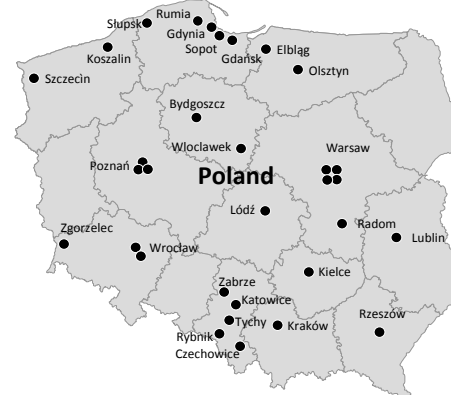 Rumia
Słupsk
Gdynia
Koszalin
Sopot
Gdańsk
Elbląg
Olsztyn
Szczecìn
Bydgoszcz
Wloclawek
Warsaw
Poznań
Poland
Lódź
Radom
Zgorzelec
Wrocław
Lublin
Kielce
Zabrze
Katowice
Tychy
Kraków
Rzeszów
Rybnik
Czechowice